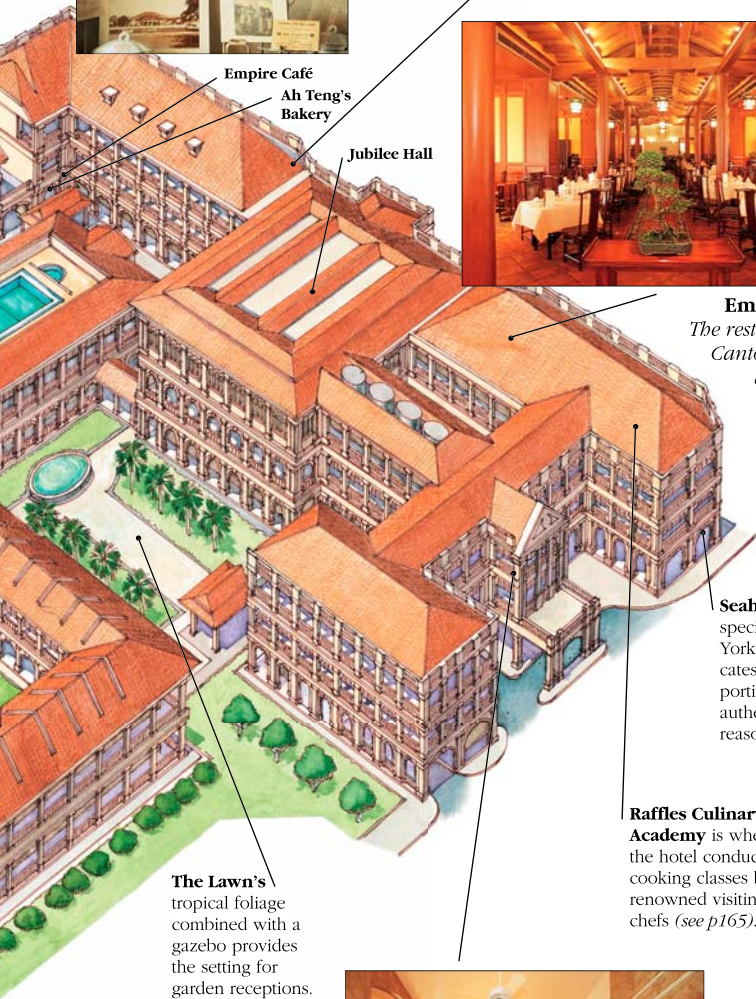 Empire Café
Ah Teng's
Bakery
Jubilee Hall
Em
The rest
Canto
Seah
speci
York
cates
porti
authe
reaso
Raffles Culinar
Academy is whe
the hotel conduc
cooking classes b
renowned visitin
chefs (see p165).
The Lawn's
tropical foliage
combined with a
gazebo provides
the setting for
garden receptions.